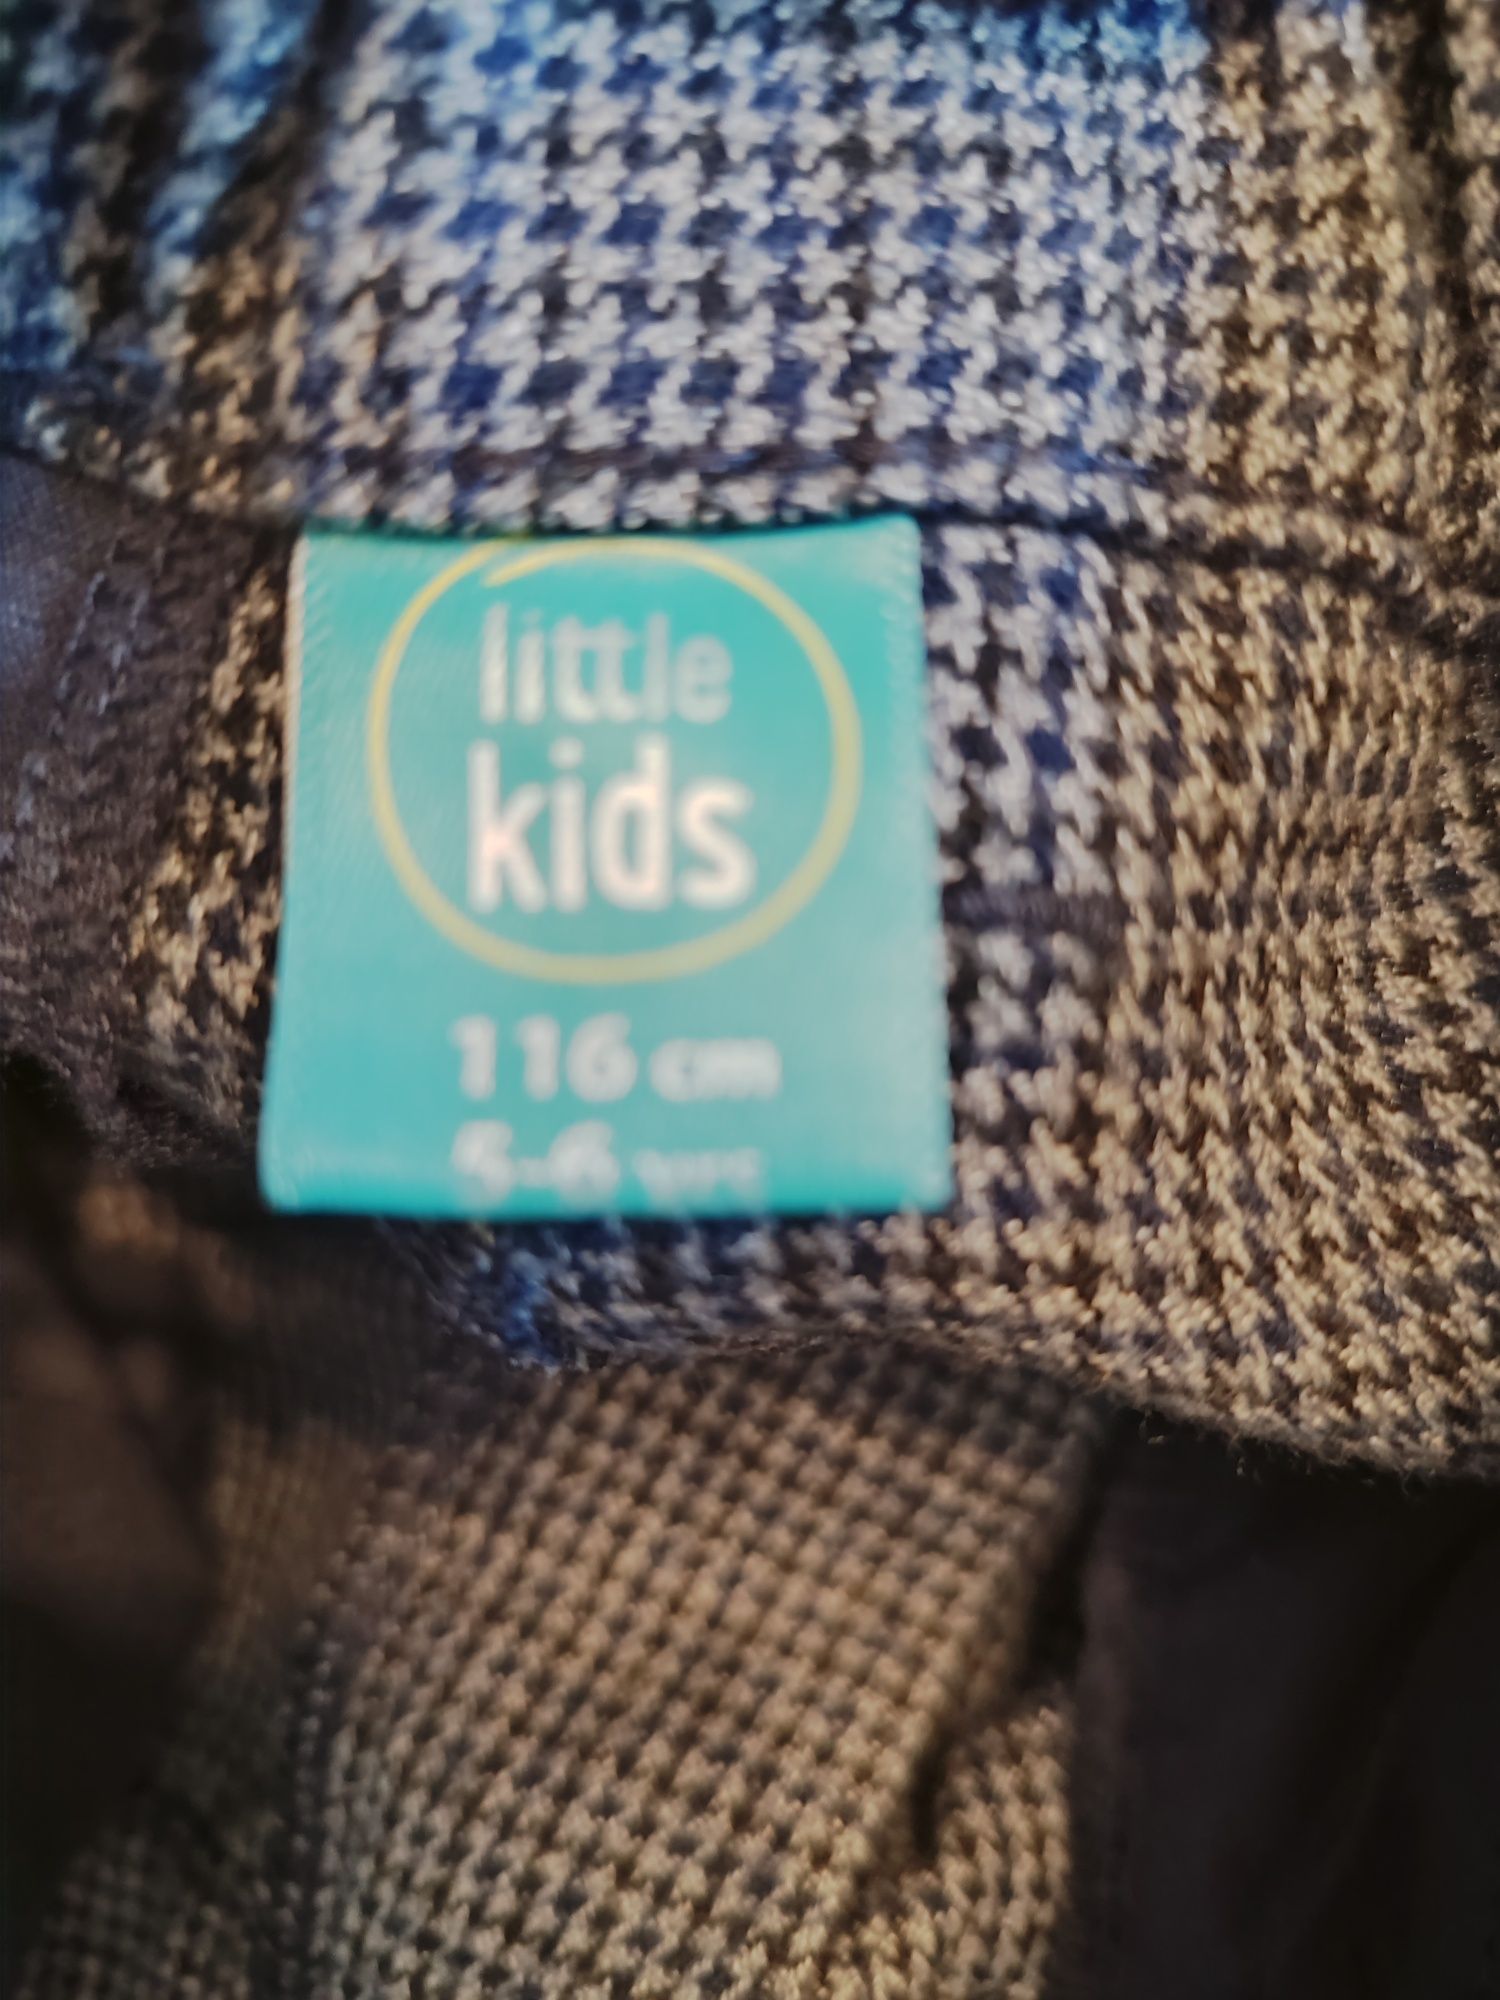 little
kids
116 cm
5-6 yrs